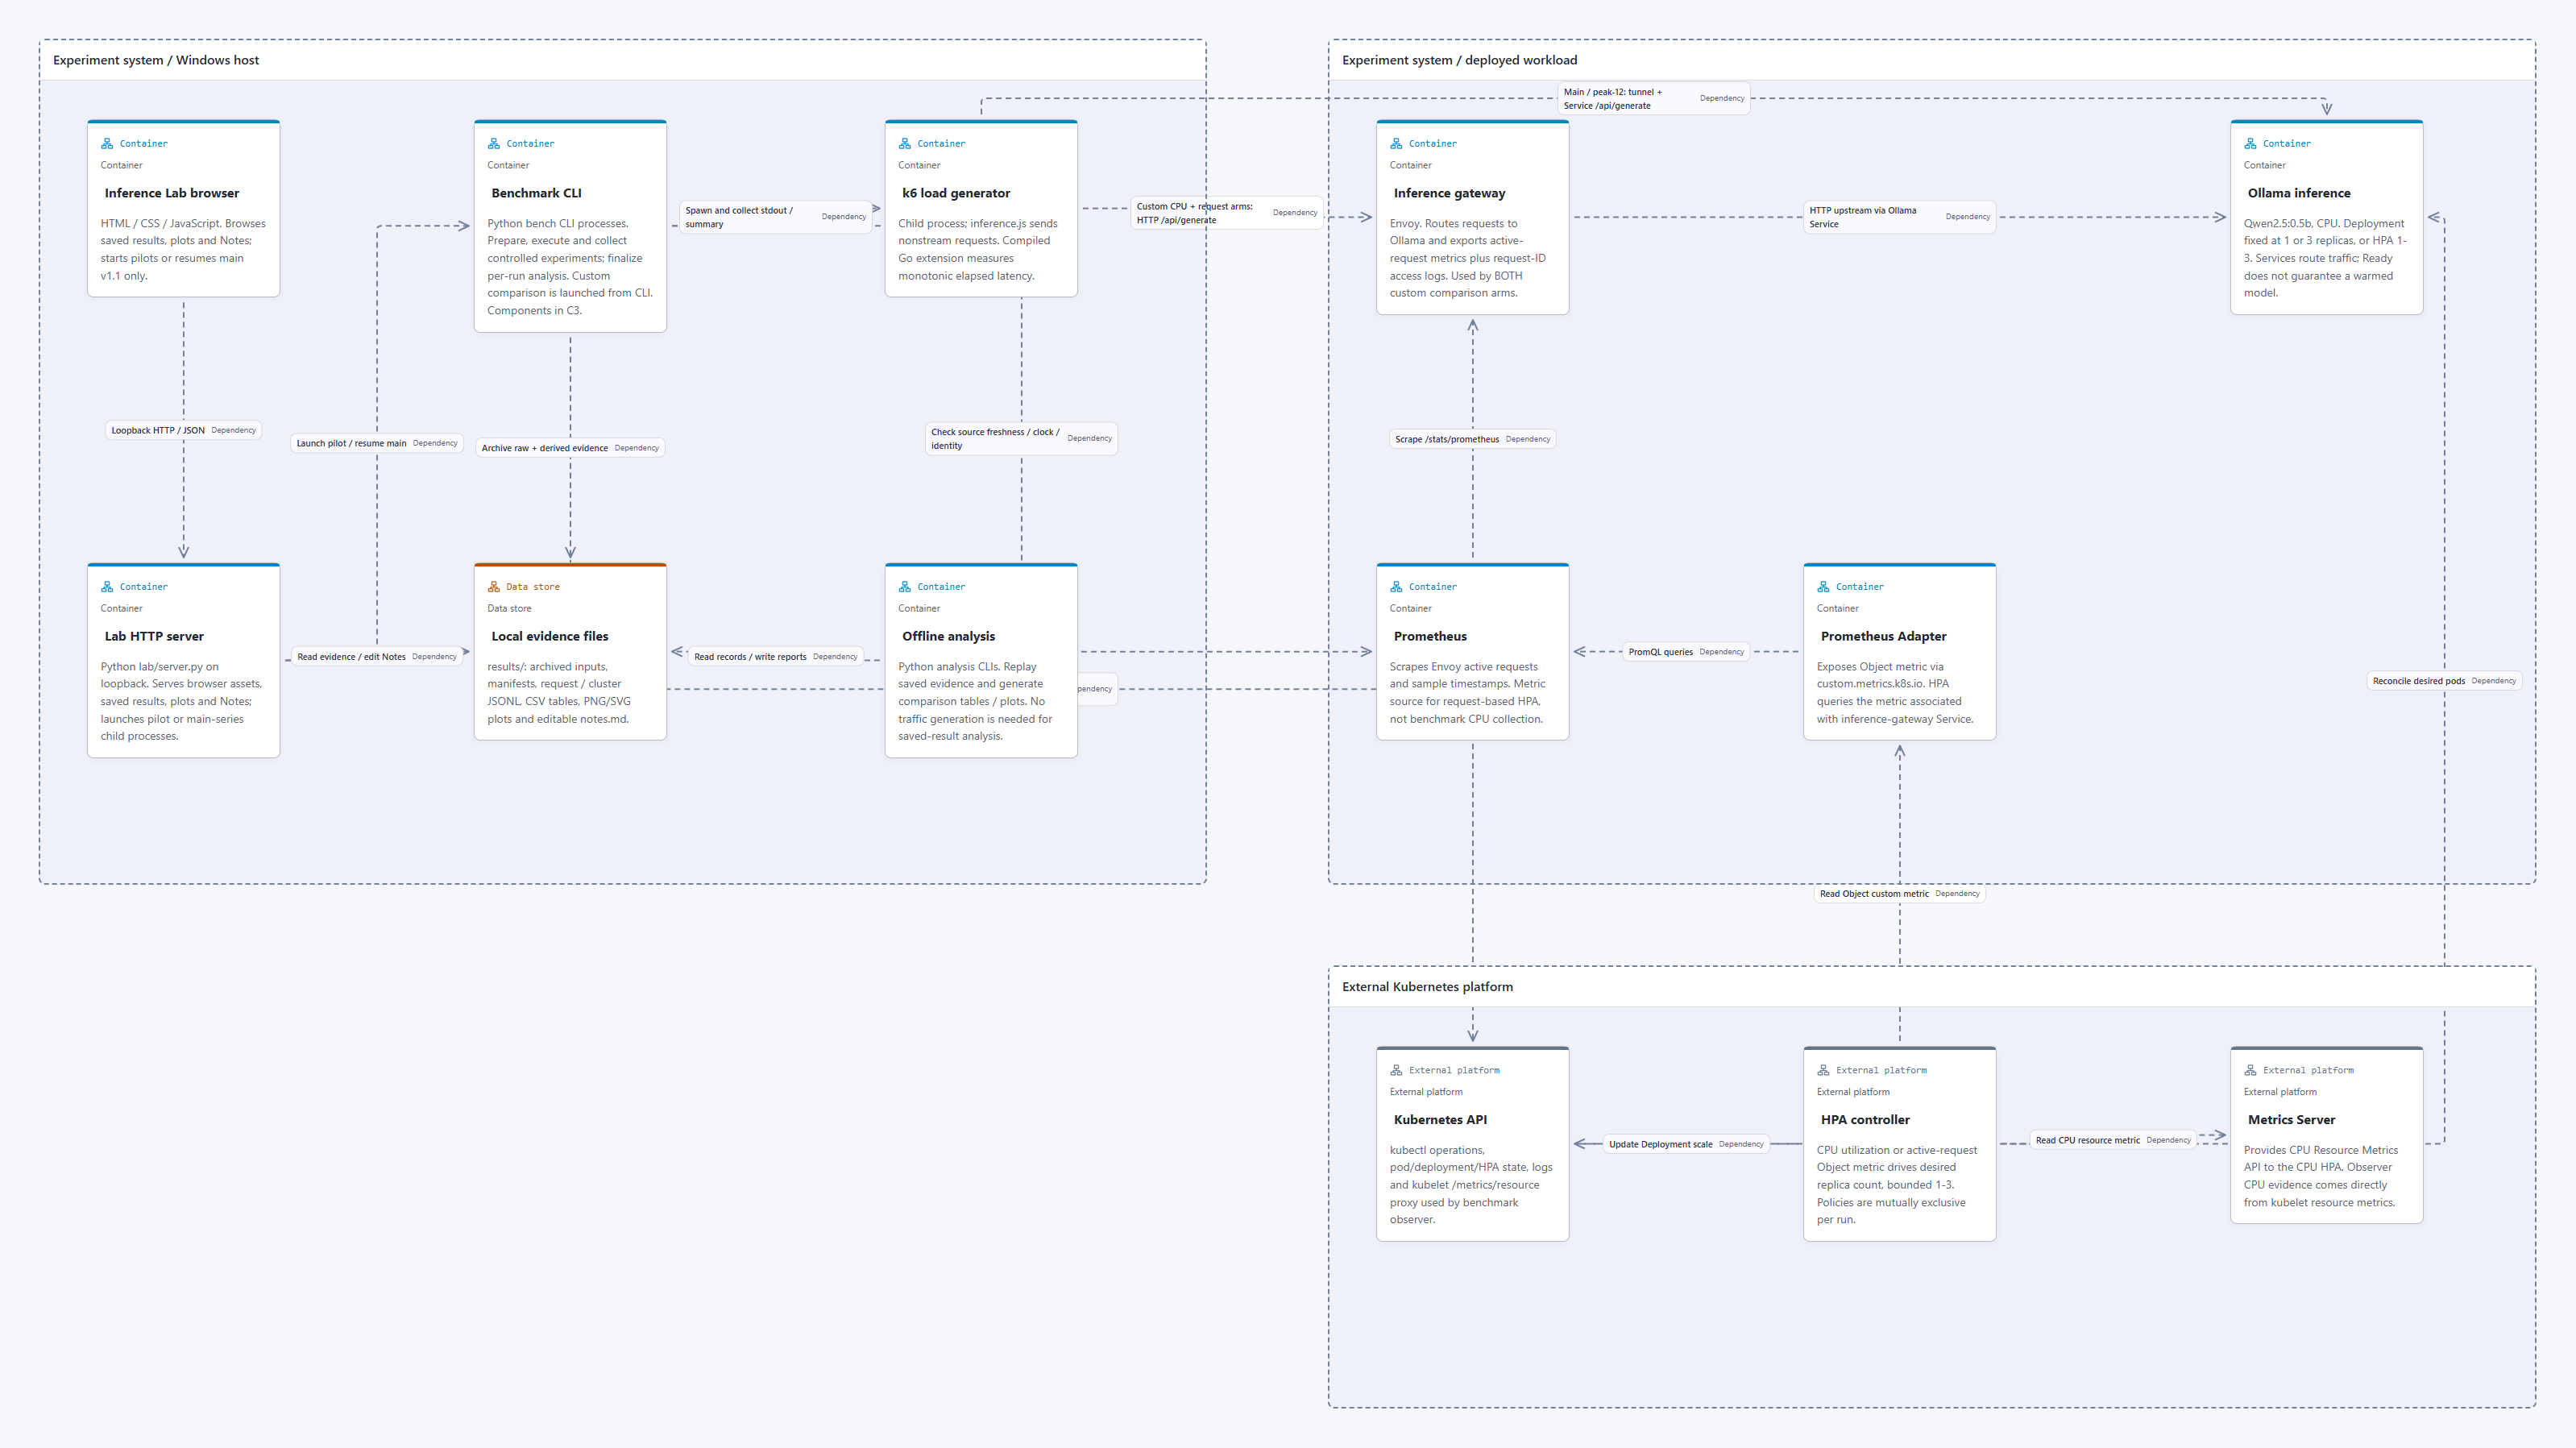 Experiment system / Windows host
Experiment system / deployed workload
Main / peak-12: tunnel +
Service /api/generate
Dependency
Container
Container
Inference Lab browser
HTML / CSS / JavaScript. Browses
saved results, plots and Notes;
starts pilots or resumes main
v1.1 only.
Container
Container
Benchmark CLI
Python bench CLI processes.
Prepare, execute and collect
controlled experiments; finalize
per-run analysis. Custom
comparison is launched from CLI.
Components in C3.
Spawn and collect stdout /
summary
Dependency
Container
Container
k6 load generator
Child process; inference.js sends
nonstream requests. Compiled
Go extension measures
monotonic elapsed latency.
Custom CPU + request arms:
HTTP /api/generate
Dependency
Container
Container
Inference gateway
Envoy. Routes requests to
Ollama and exports active-
request metrics plus request-ID
access logs. Used by BOTH
custom comparison arms.
HTTP upstream via Ollama
Service
Dependency
Container
Container
Ollama inference
Qwen2.5:0.5b, CPU. Deployment
fixed at 1 or 3 replicas, or HPA 1-
3. Services route traffic; Ready
does not guarantee a warmed
model.
Loopback HTTP / JSON Dependency
Launch pilot / resume main Dependency
Archive raw + derived evidence Dependency
Check source freshness / clock /
identity
Dependency
Scrape /stats/prometheus Dependency
Container
Container
Lab HTTP server
Python lab/server.py on
loopback. Serves browser assets,
saved results, plots and Notes;
launches pilot or main-series
child processes.
Read evidence / edit Notes Dependency
Data store
Data store
Local evidence files
results/: archived inputs,
manifests, request / cluster
JSONL, CSV tables, PNG/SVG
plots and editable notes.md.
Read records / write reports Dependency
Container
Container
Offline analysis
Python analysis CLIs. Replay
saved evidence and generate
comparison tables / plots. No
traffic generation is needed for
saved-result analysis.
pendency
Container
Container
Prometheus
Scrapes Envoy active requests
and sample timestamps. Metric
source for request-based HPA,
not benchmark CPU collection.
PromQL queries Dependency
Container
Container
Prometheus Adapter
Exposes Object metric via
custom.metrics.k8s.io. HPA
queries the metric associated
with inference-gateway Service.
Reconcile desired pods Dependency
Read Object custom metric Dependency
External Kubernetes platform
External platform
External platform
Kubernetes API
kubectl operations,
pod/deployment/HPA state, logs
and kubelet /metrics/resource
proxy used by benchmark
observer.
Update Deployment scale Dependency
External platform
External platform
HPA controller
CPU utilization or active-request
Object metric drives desired
replica count, bounded 1-3.
Policies are mutually exclusive
per run.
Read CPU resource metric Dependency
External platform
External platform
Metrics Server
Provides CPU Resource Metrics
API to the CPU HPA. Observer
CPU evidence comes directly
from kubelet resource metrics.